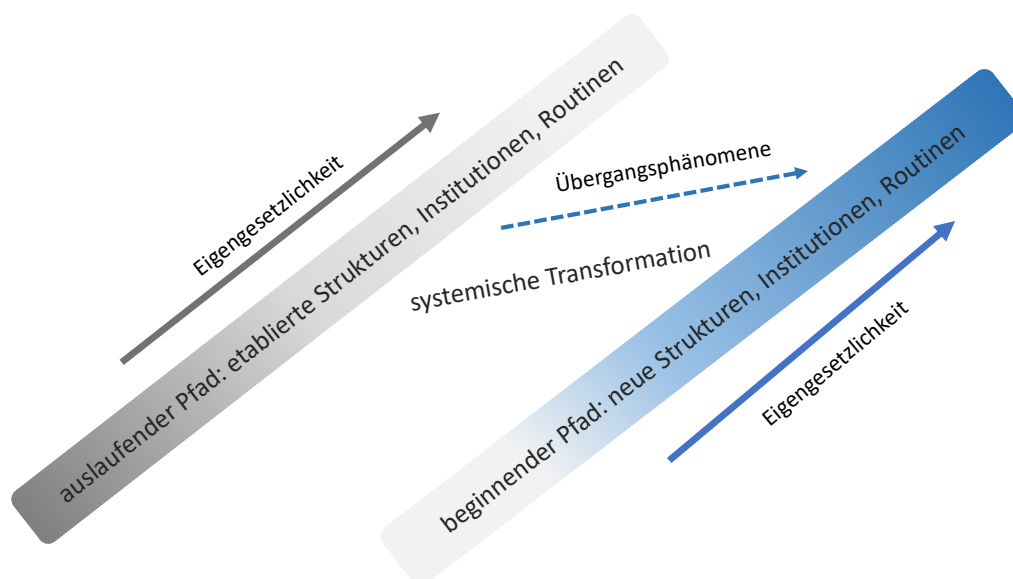 Eigengesetzlichkeit
auslaufender Pfad: etablierte Strukturen, Institutionen, Routinen
Übergangsphänomene
systemische Transformation
beginnender Pfad: neue Strukturen, Institutionen, Routinen
Eigengesetzlichkeit